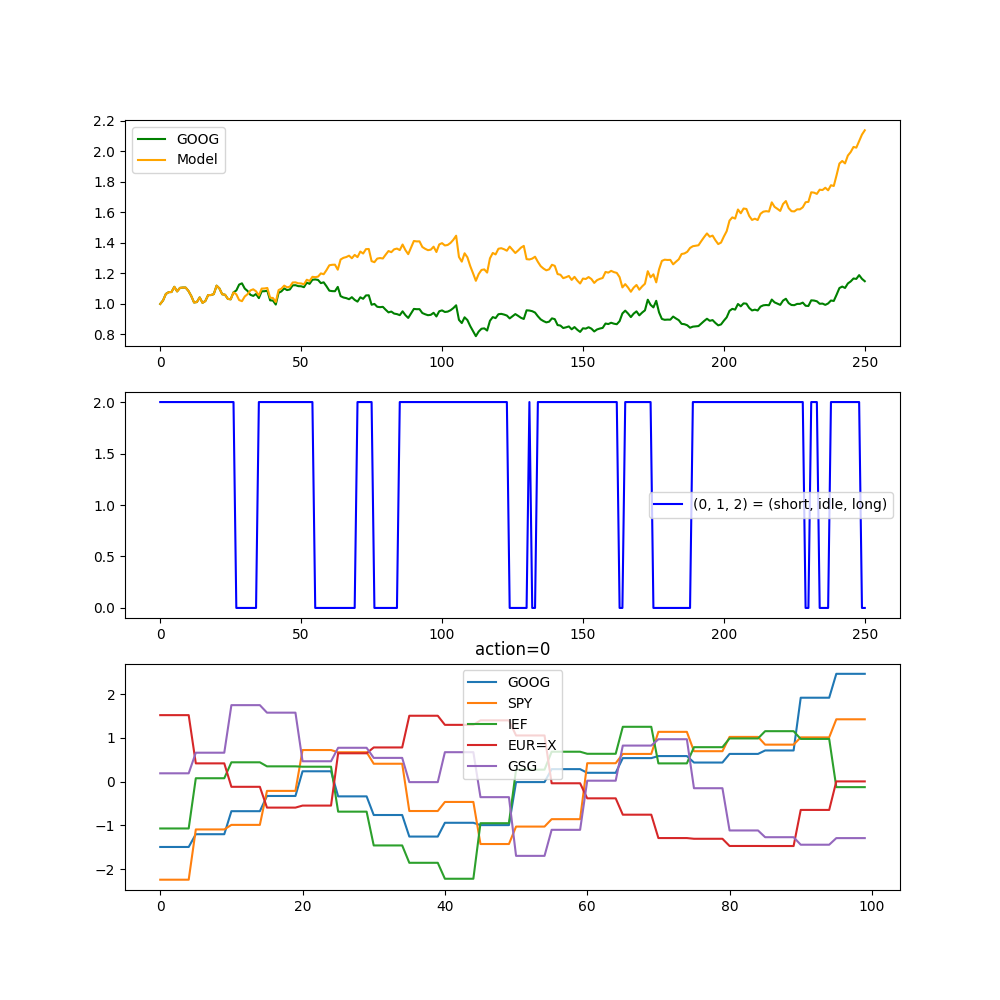 2.2
2.0
1.8
1.6
1.4
1.2
1.0
0.8
GOOG
Model
0 50 100 150 200 250
2.0
1.5
1.0
0.5
0.0
(0, 1, 2) = (short, idle, long)
0 50 100 150 200 250
action=0
2
1
0
−1
−2
GOOG
SPY
IEF
EUR=X
GSG
0 20 40 60 80 100